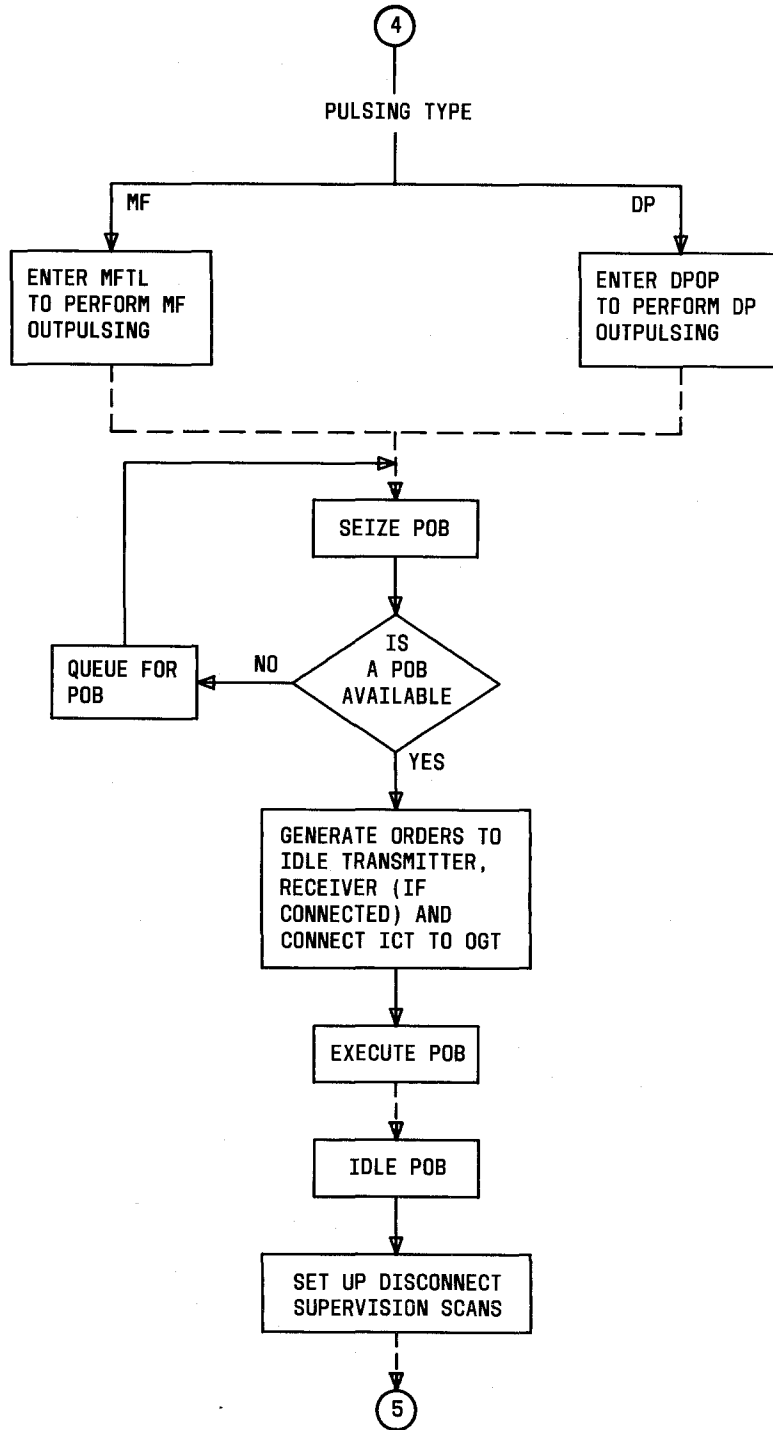 4
PULSING TYPE
MF
DP
ENTER MFTL
TO PERFORM MF
OUTPULSING
ENTER DPOP
TO PERFORM DP
OUTPULSING
SEIZE POB
IS
A POB
AVAILABLE
NO
QUEUE FOR
POB
YES
GENERATE ORDERS TO
IDLE TRANSMITTER,
RECEIVER (IF
CONNECTED) AND
CONNECT ICT TO OGT
EXECUTE POB
IDLE POB
SET UP DISCONNECT
SUPERVISION SCANS
5